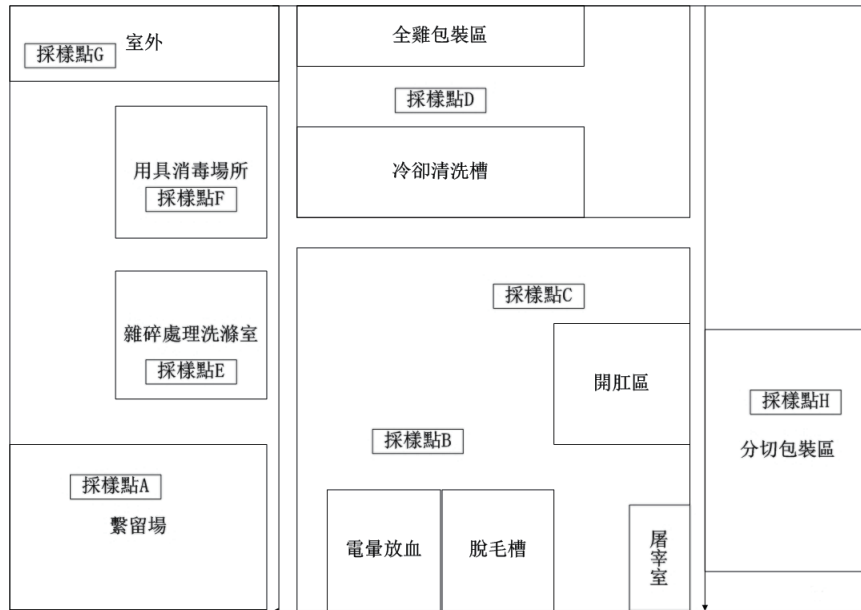 室外
採樣點G
用具消毒場所
採樣點F
雜碎處理洗滌室
採樣點E
採樣點A
繫留場
全雞包裝區
採樣點D
冷卻清洗槽
採樣點C
開肛區
採樣點B
電暈放血
脫毛槽
屠宰室
採樣點H
分切包裝區